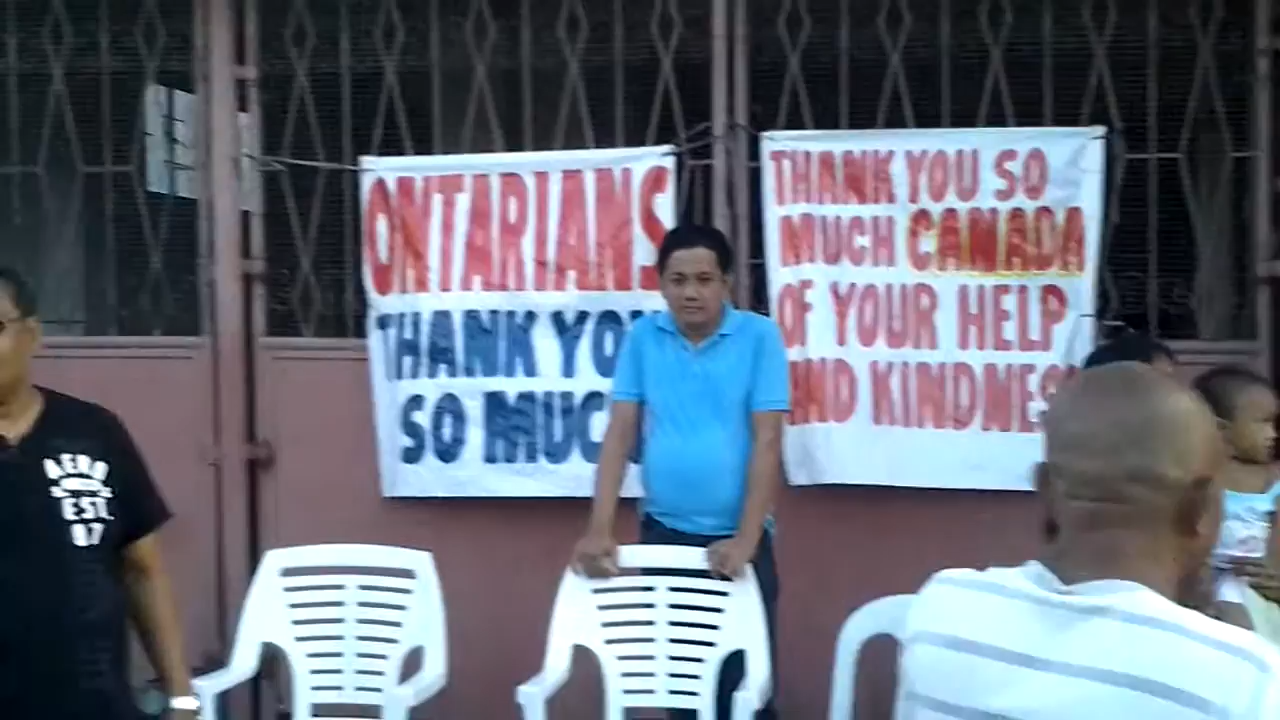 ONTARIANS
THANK YOU
SO MUCH
THANK YOU SO
MUCH CANADA
OF YOUR HELP
AND KINDNESS
AERO
EST.
87